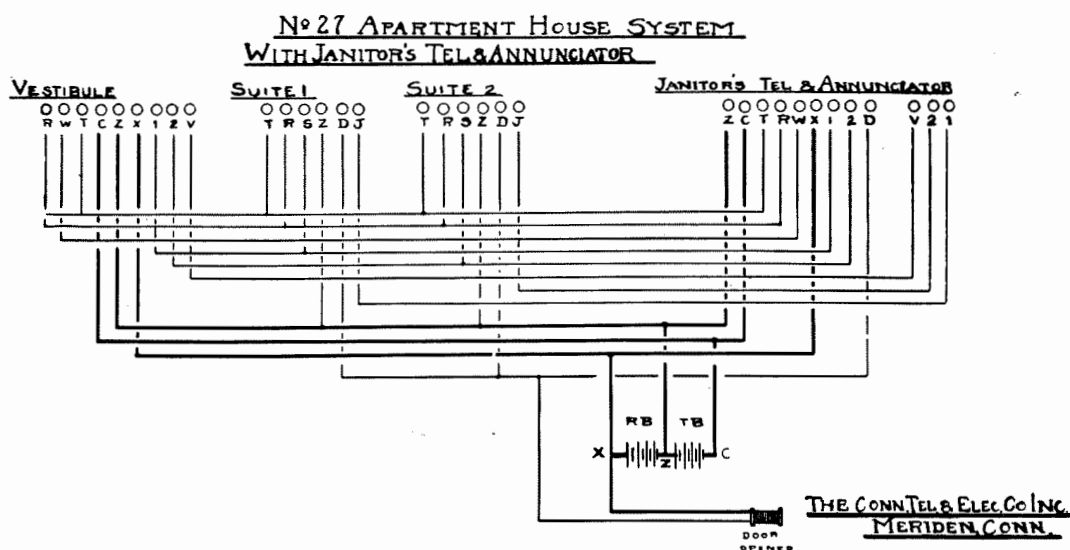 Nº 27 APARTMENT HOUSE SYSTEM
WITH JANITOR'S TEL & ANNUNCIATOR
VESTIBULE SUITE 1 SUITE 2 JANITOR'S TEL & ANNUNCIATOR
R W T C Z X 1 2 V T R S Z D J T R S Z D J Z C T R W X 1 2 D V 2 1
RB TB
X Z C
DOOR
OPENER
THE CONN. TEL & ELEC. CO INC.
MERIDEN, CONN.